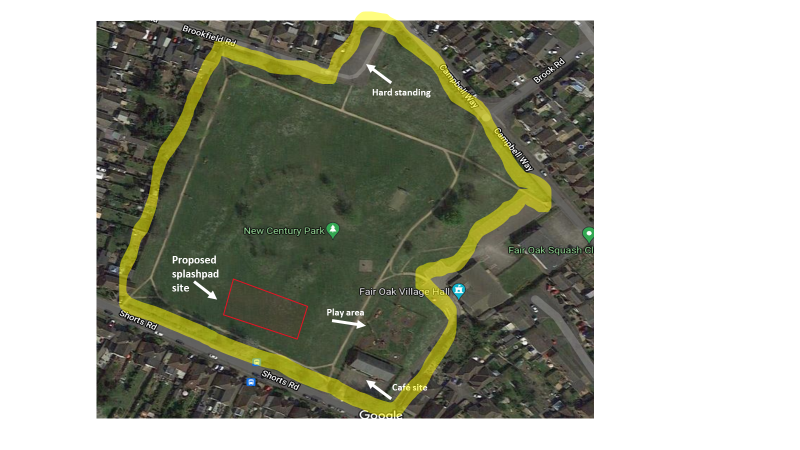 Brookfield Rd
Hard standing
Campbell Way
Brook Rd
Campbell Way
New Century Park
Fair Oak Squash Cl
Proposed
splashpad
site
Fair Oak Village Hall
Play area
Shorts Rd
Shorts Rd
Café site
Google